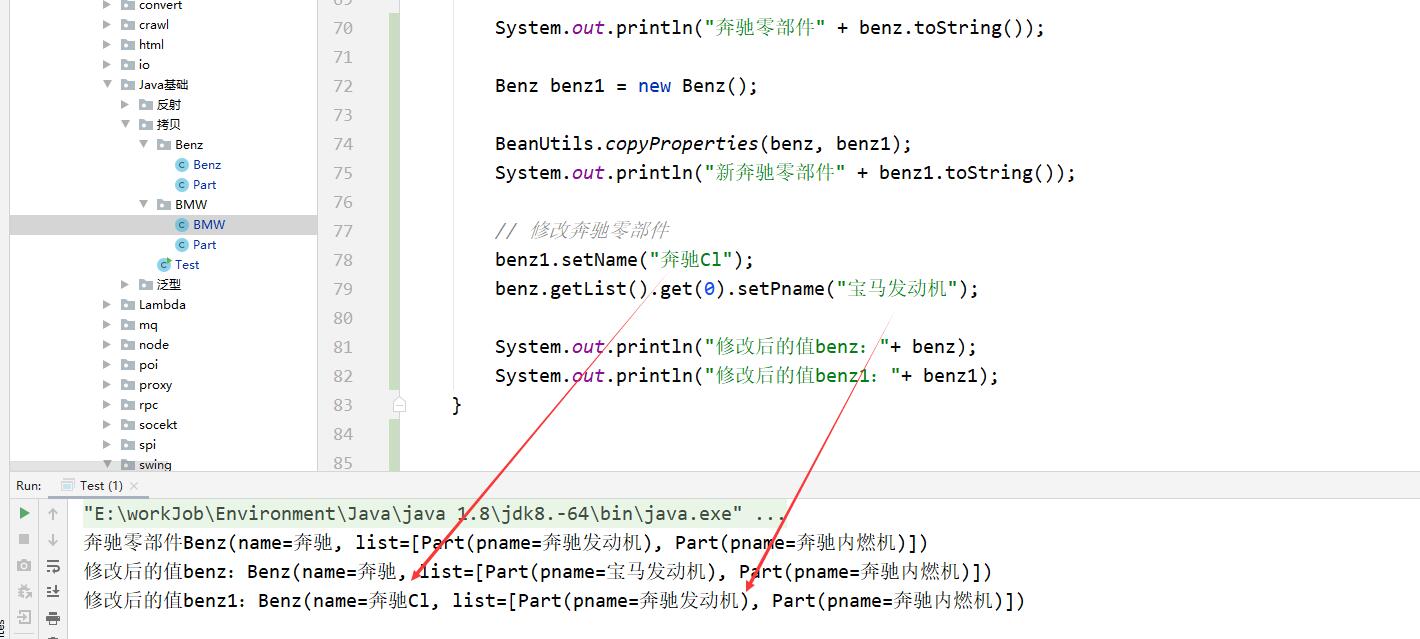 convert
crawl
html
io
Java基础
反射
拷贝
Benz
Benz
Part
BMW
BMW
Part
Test
泛型
Lambda
mq
node
poi
proxy
rpc
socekt
spi
swing
70 System.out.println("奔驰零部件" + benz.toString());
71
72 Benz benz1 = new Benz();
73
74 BeanUtils.copyProperties(benz, benz1);
75 System.out.println("新奔驰零部件" + benz1.toString());
76
77 // 修改奔驰零部件
78 benz1.setName("奔驰Cl");
79 benz.getList().get(0).setPname("宝马发动机");
80
81 System.out.println("修改后的值benz: "+ benz);
82 System.out.println("修改后的值benz1: "+ benz1);
83 }
84
85
Run: Test (1)
"E:\workJob\Environment\Java\java 1.8\jdk8.-64\bin\java.exe" ...
奔驰零部件Benz(name=奔驰, list=[Part(pname=奔驰发动机), Part(pname=奔驰内燃机)])
修改后的值benz: Benz(name=奔驰, list=[Part(pname=宝马发动机), Part(pname=奔驰内燃机)])
修改后的值benz1: Benz(name=奔驰Cl, list=[Part(pname=奔驰发动机), Part(pname=奔驰内燃机)])